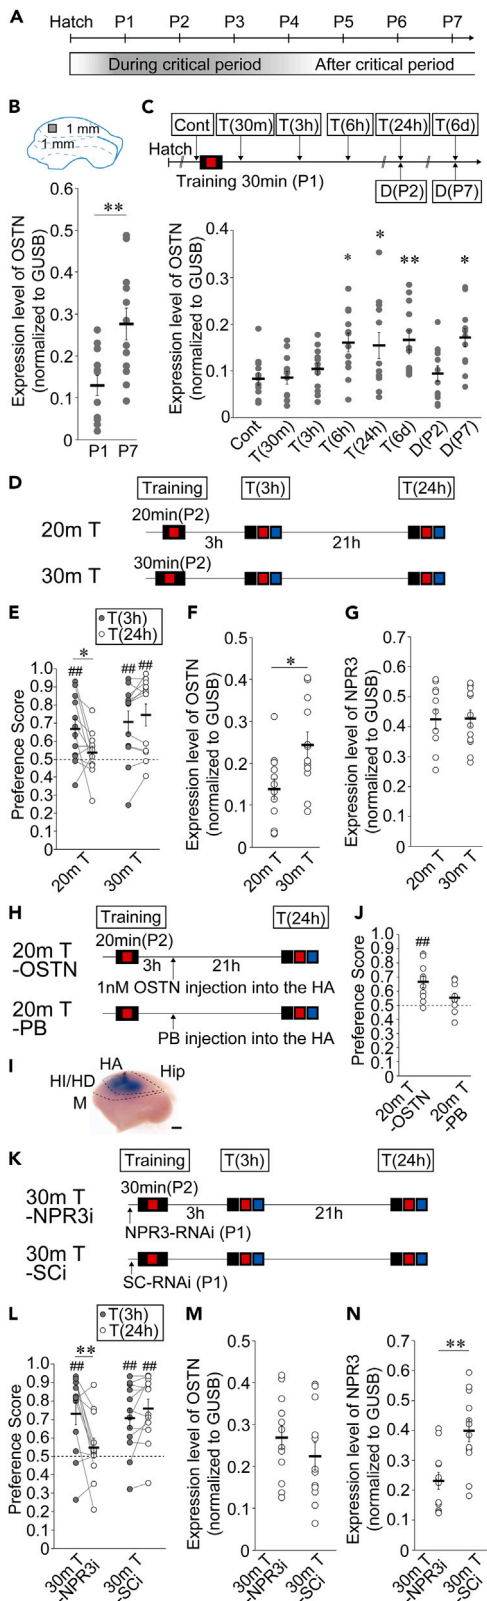 A
Hatch P1 P2 P3 P4 P5 P6 P7
During critical period After critical period
B
1 mm
1 mm
Expression level of OSTN
(normalized to GUSB)
**
0.6
0.5
0.4
0.3
0.2
0.1
0
P1 P7
C
Cont T(30m) T(3h) T(6h) T(24h) T(6d)
Hatch
Training 30min (P1)
D(P2) D(P7)
Expression level of OSTN
(normalized to GUSB)
0.4
0.3
0.2
0.1
0
* * ** *
Cont T(30m) T(3h) T(6h) T(24h) T(6d) D(P2) D(P7)
D
Training T(3h) T(24h)
20m T
20min(P2)
3h 21h
30m T
30min(P2)
E
T(3h)
T(24h)
Preference Score
## * ## ##
1.0
0.9
0.8
0.7
0.6
0.5
0.4
0.3
0.2
0.1
0
20m T 30m T
F
Expression level of OSTN
(normalized to GUSB)
*
0.5
0.4
0.3
0.2
0.1
0
20m T 30m T
G
Expression level of NPR3
(normalized to GUSB)
0.7
0.6
0.5
0.4
0.3
0.2
0.1
0
20m T 30m T
H
Training T(24h)
20m T
-OSTN
20min(P2)
3h 21h
1nM OSTN injection into the HA
20m T
-PB
PB injection into the HA
I
HA
HI/HD
Hip
M
J
Preference Score
##
1.0
0.9
0.8
0.7
0.6
0.5
0.4
0.3
0.2
0.1
0
20m T
-OSTN
20m T
-PB
K
Training T(3h) T(24h)
30m T
-NPR3i
30min(P2)
3h 21h
NPR3-RNAi (P1)
30m T
-SCi
SC-RNAi (P1)
L
T(3h)
T(24h)
Preference Score
** ## ## ##
1.0
0.9
0.8
0.7
0.6
0.5
0.4
0.3
0.2
0.1
0
30m T
-NPR3i
30m T
-SCi
M
Expression level of OSTN
(normalized to GUSB)
0.5
0.4
0.3
0.2
0.1
0
30m T
-NPR3i
30m T
-SCi
N
Expression level of NPR3
(normalized to GUSB)
**
0.7
0.6
0.5
0.4
0.3
0.2
0.1
0
30m T
-NPR3i
30m T
-SCi